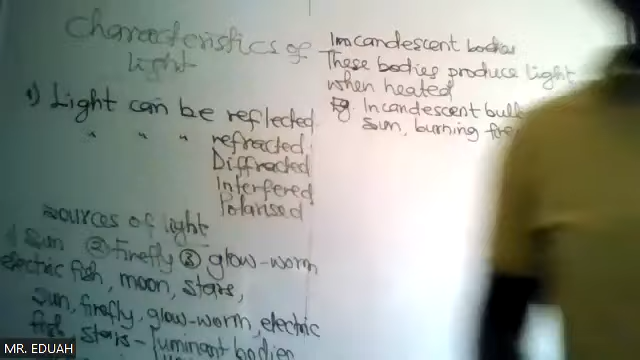 Characteristics of
light
1) Light can be reflected
" " " refracted
Diffracted
Interfered
Polarised
Sources of light
Sun ② firefly ③ glow-worm
electric fish, moon, stars,
Sun, firefly, glow-worm, electric
fish, stars - luminant bodies
Incandescent bodies
These bodies produce light
when heated
Eg. Incandescent bul
Sun, burning fire
MR. EDUAH